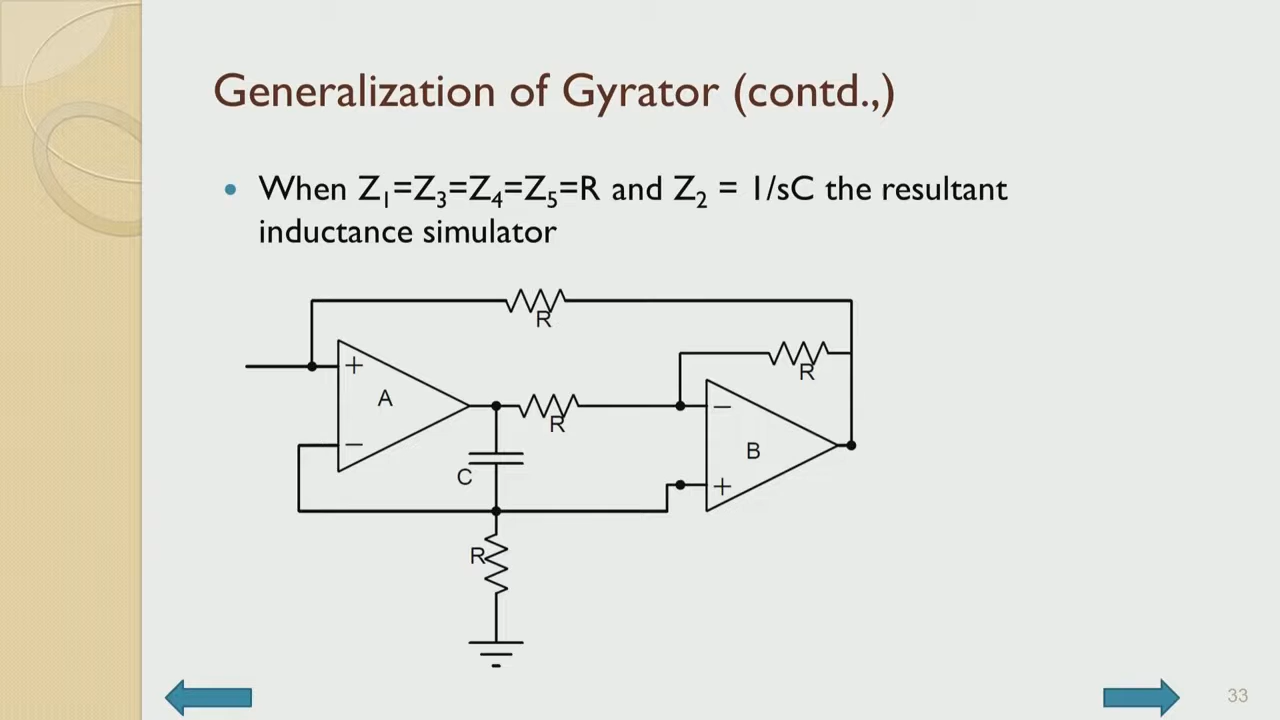 Generalization of Gyrator (contd.,)
• When Z₁=Z₃=Z₄=Z₅=R and Z₂ = 1/sC the resultant
inductance simulator
R
+
A
−
R
R
−
B
+
C
R
33